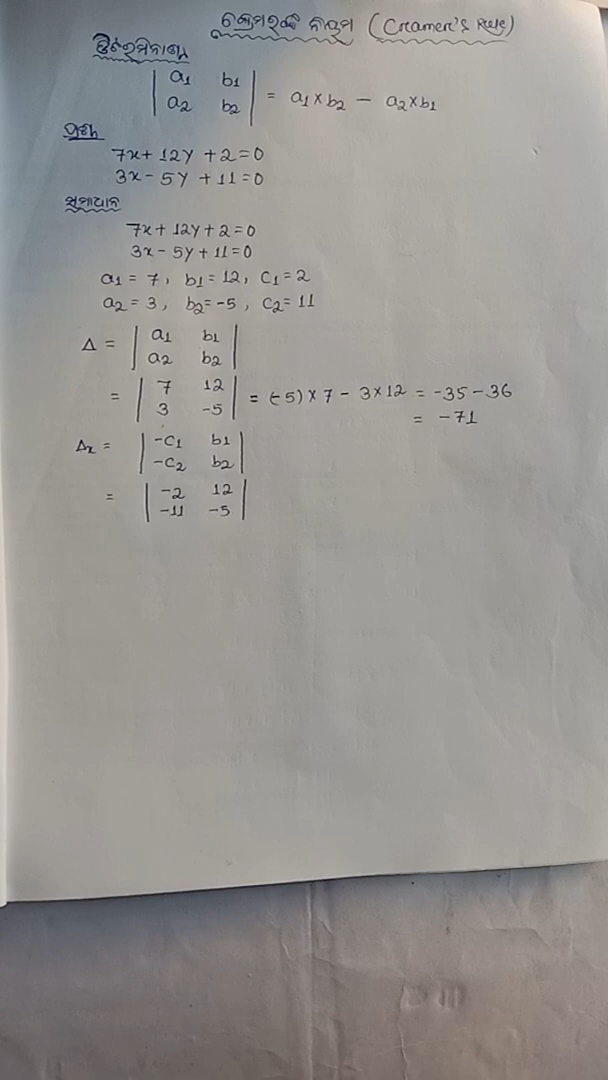 କ୍ରେମରଙ୍କ ନିୟମ (Creamer's Rule)
ଡିଟରମିନାଣ୍ଟ
| a1 b1 |
| a2 b2 | = a1 x b2 - a2 x b1
ପ୍ରଶ୍ନ
7x + 12y + 2 = 0
3x - 5y + 11 = 0
ସମାଧାନ
7x + 12y + 2 = 0
3x - 5y + 11 = 0
a1 = 7, b1 = 12, c1 = 2
a2 = 3, b2 = -5, c2 = 11
Δ = | a1 b1 |
| a2 b2 |
= | 7 12 |
| 3 -5 | = (-5) x 7 - 3 x 12 = -35 - 36
= -71
Δx = | -c1 b1 |
| -c2 b2 |
= | -2 12 |
| -11 -5 |